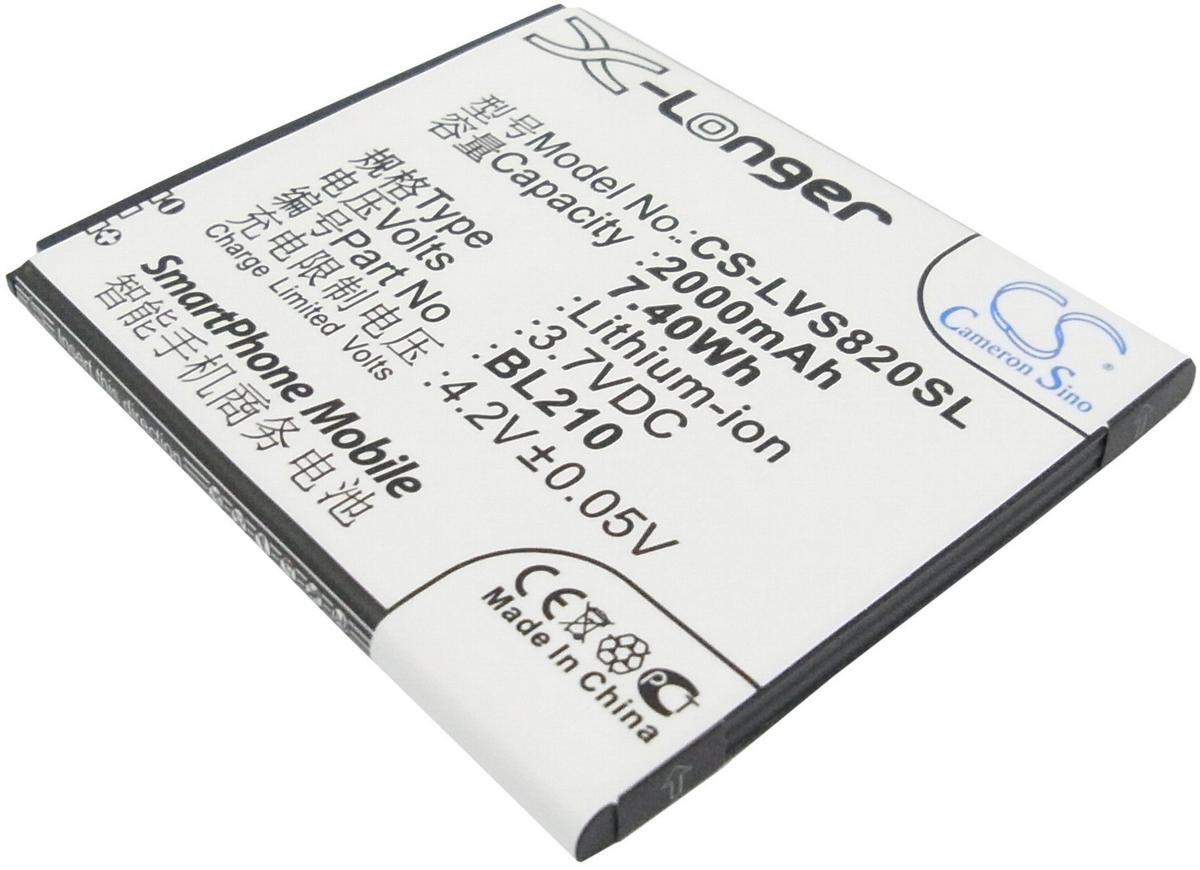 X-Longer
型号Model No.:CS-LVS820SL
容量Capacity :2000mAh
7.40Wh
规格Type :Lithium-ion
电压Volts :3.7VDC
编号Part No :BL210
充电限制电压 :4.2V±0.05V
Charge Limited Volts
SmartPhone Mobile
智能手机商务电池
CS
Cameron Sino
CE PCT
Made In China